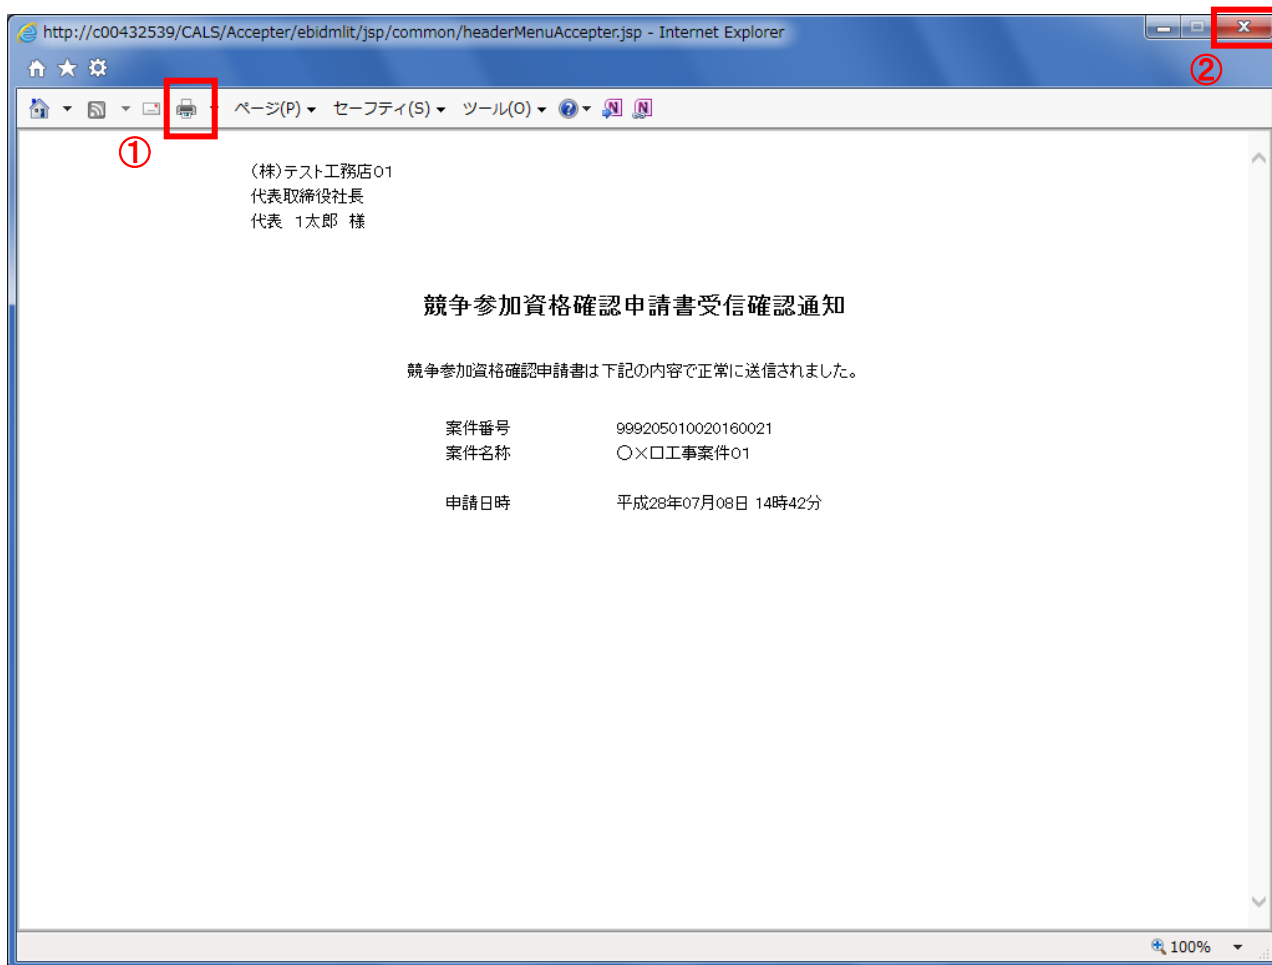 http://c00432539/CALS/Accepter/ebidmlit/jsp/common/headerMenuAccepter.jsp - Internet Explorer
②
ページ(P) セーフティ(S) ツール(O)
①
(株)テスト工務店01
代表取締役社長
代表 1太郎 様
競争参加資格確認申請書受信確認通知
競争参加資格確認申請書は下記の内容で正常に送信されました。
案件番号 999205010020160021
案件名称 〇×口工事案件01
申請日時 平成28年07月08日 14時42分
100%